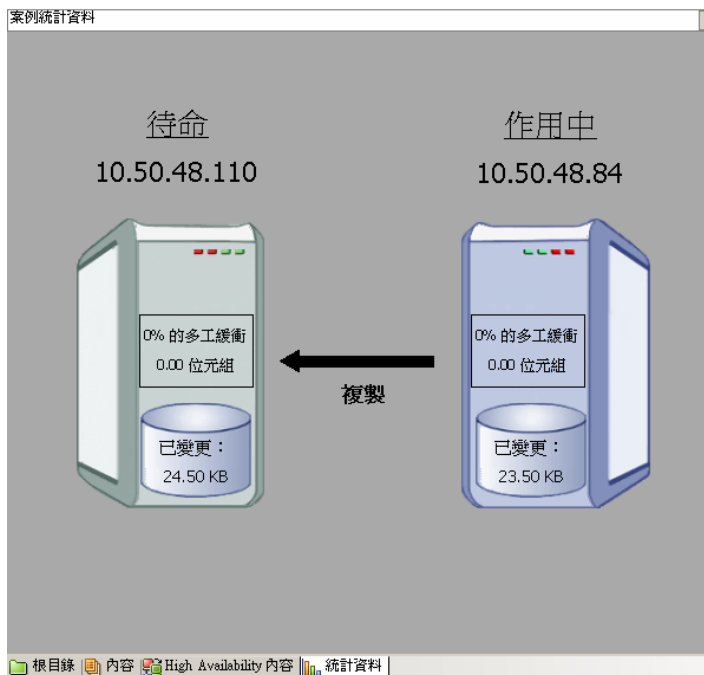 案例統計資料
待命
10.50.48.110
作用中
10.50.48.84
0% 的多工緩衝
0.00 位元組
已變更：
24.50 KB
複製
0% 的多工緩衝
0.00 位元組
已變更：
23.50 KB
根目錄 內容 High Availability 內容 統計資料